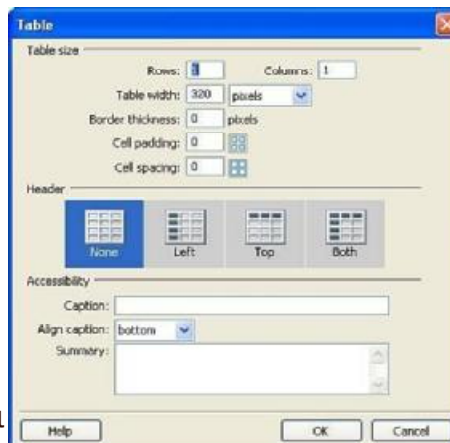 Table
Table size
Rows: Columns: 1
Table width: 320 pixels
Border thickness: 0 pixels
Cell padding: 0
Cell spacing: 0
Header
None Left Top Both
Accessibility
Caption:
Align caption: bottom
Summary:
Help OK Cancel